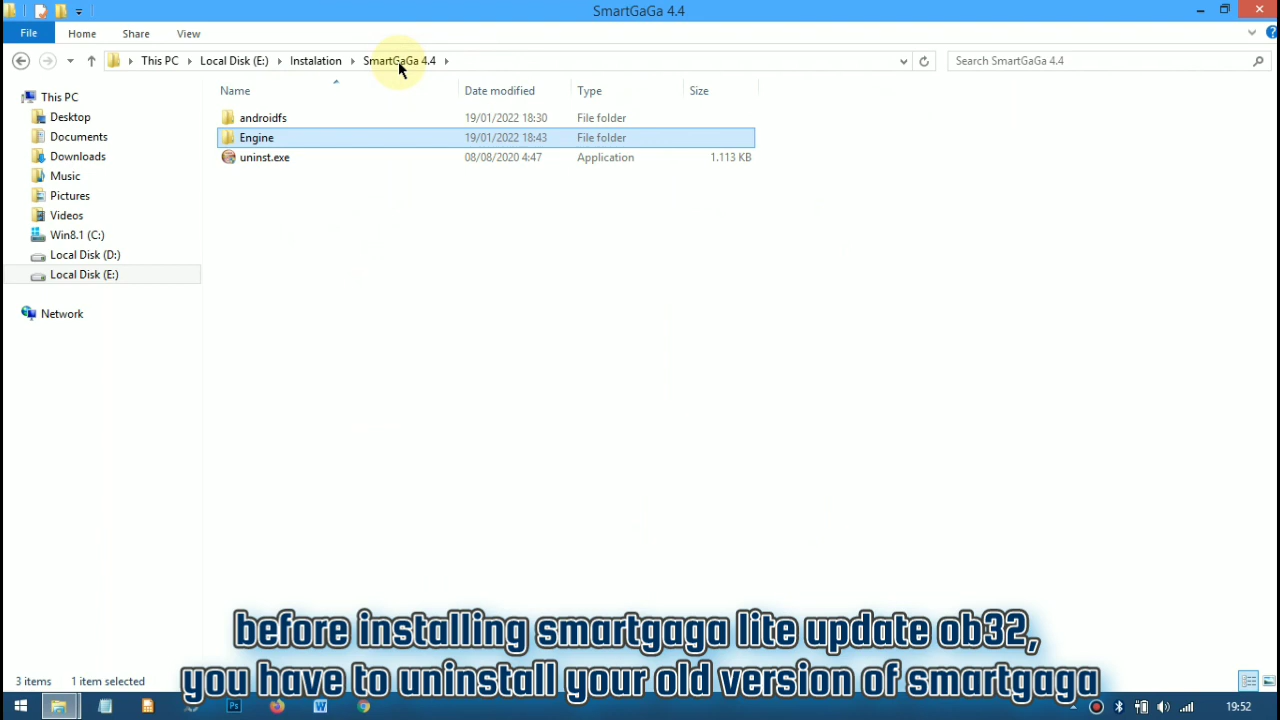 SmartGaGa 4.4
File Home Share View
This PC Local Disk (E:) Instalation SmartGaGa 4.4
Search SmartGaGa 4.4
Name Date modified Type Size
This PC
Desktop
Documents
Downloads
Music
Pictures
Videos
Win8.1 (C:)
Local Disk (D:)
Local Disk (E:)
Network
androidfs 19/01/2022 18:30 File folder
Engine 19/01/2022 18:43 File folder
uninst.exe 08/08/2020 4:47 Application 1.113 KB
before installing smartgaga lite update ob32,
you have to uninstall your old version of smartgaga
3 items 1 item selected
19:52